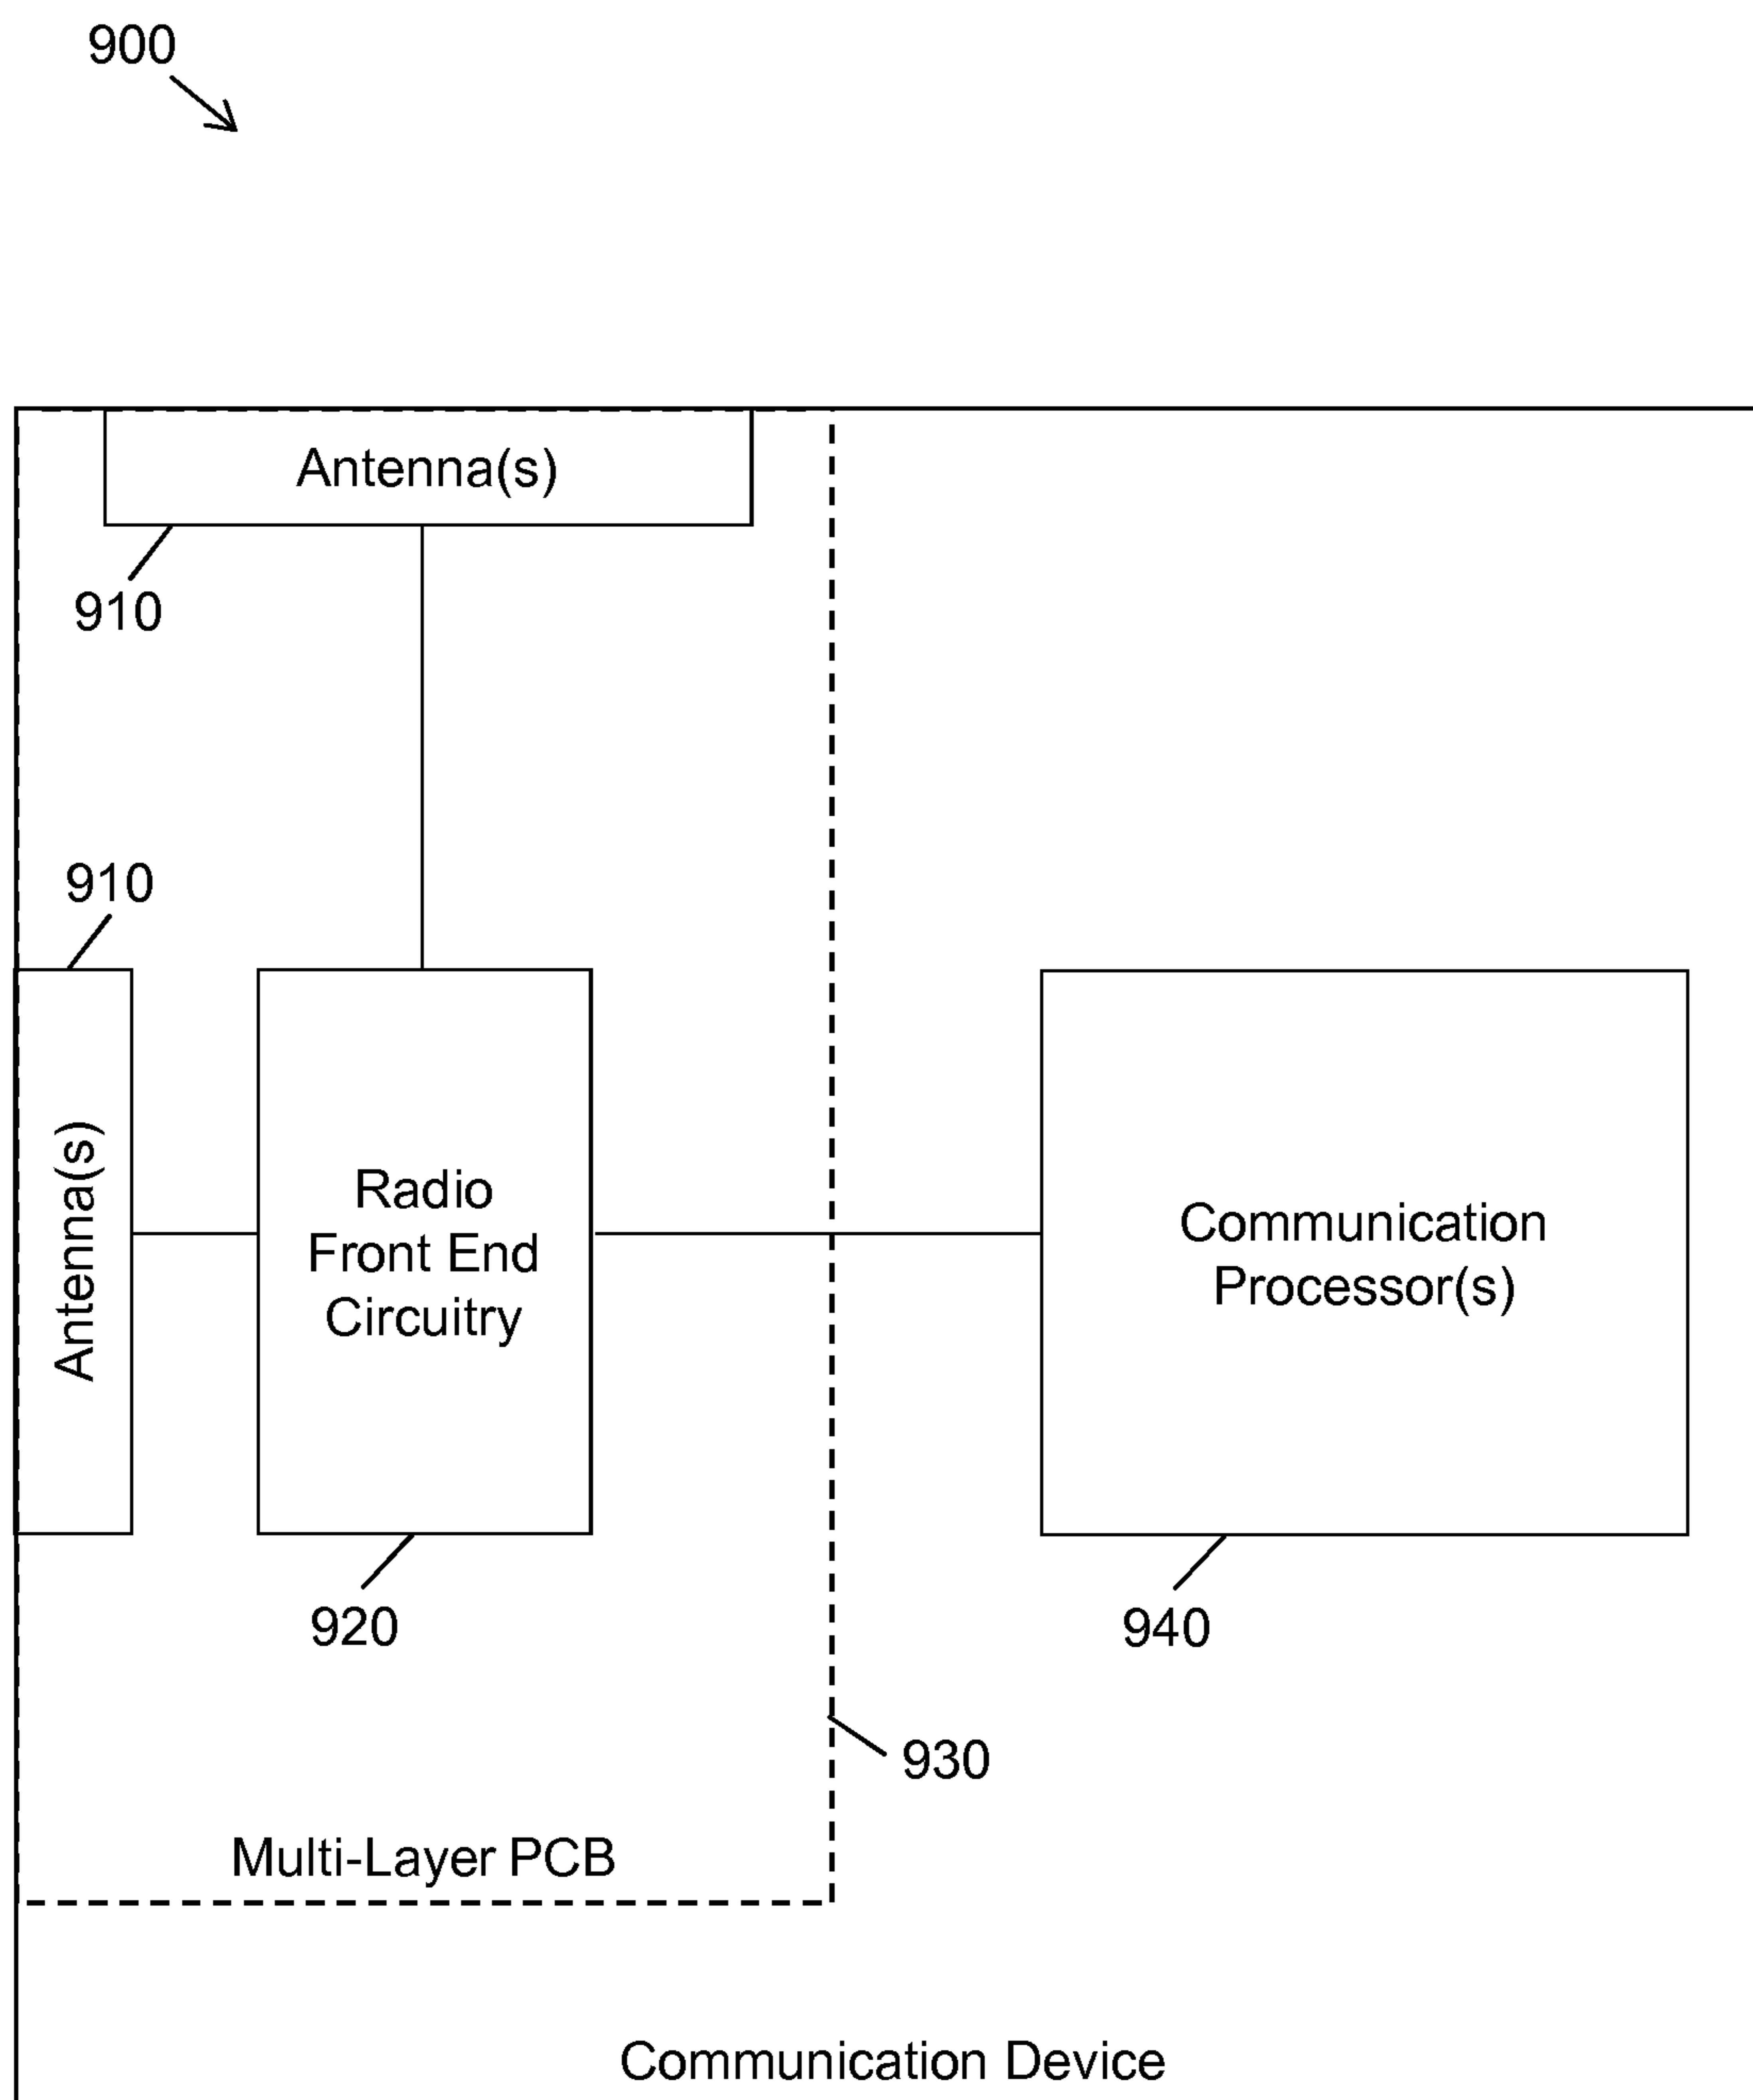 900
Antenna(s)
910
910
Antenna(s)
Radio
Front End
Circuitry
Communication
Processor(s)
920
940
930
Multi-Layer PCB
Communication Device